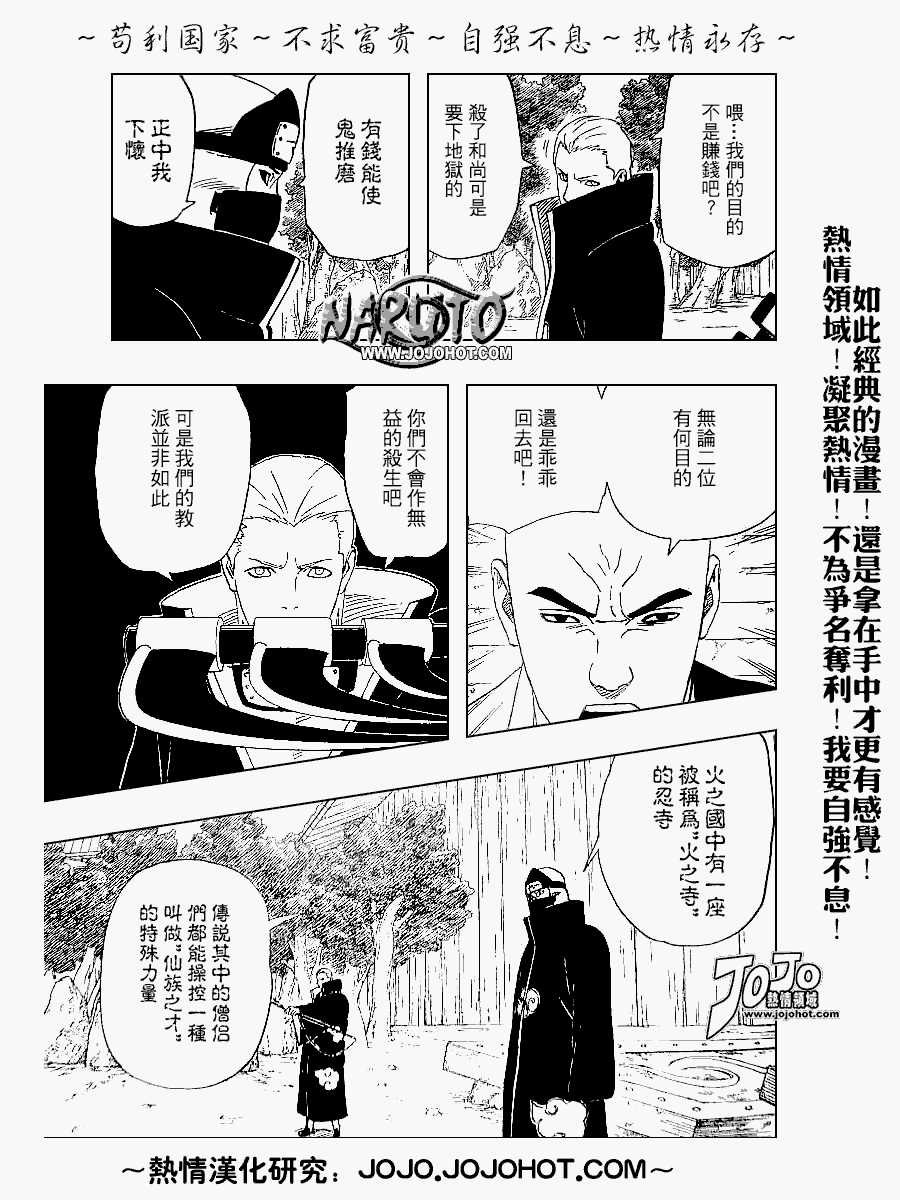 ～苟利国家～不求富贵～自强不息～热情永存～
喂…我們的目的
不是賺錢吧？
殺了和尚可是
要下地獄的
有錢能使
鬼推磨
正中我
下懷
NARUTO
WWW.JOJOHOT.COM
無論二位
有何目的
還是乖乖
回去吧！
你們不會作無
益的殺生吧
可是我們的教
派並非如此
火之國中有一座
被稱為"火之寺"
的忍寺
傳說其中的僧侶
們都能操控一種
叫做"仙族之才"
的特殊力量
如此經典的漫畫！還是拿在手中才更有感覺！
熱情領域！凝聚熱情！不為爭名奪利！我要自強不息！
JOJO
熱情領域
www.jojohot.com
～熱情漢化研究：JOJO.JOJOHOT.COM～